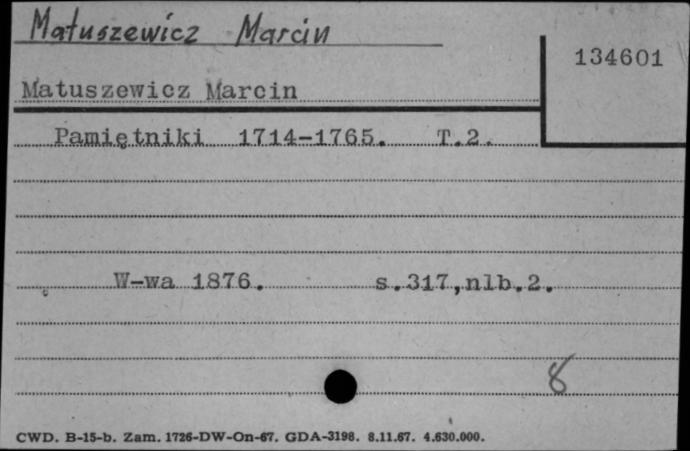 Matuszewicz Marcin
134601
Matuszewicz Marcin
Pamiętniki 1714-1765. T.2.
W-wa 1876. s.317,nlb.2.
8
CWD. B-15-b. Zam. 1726-DW-On-67. GDA-3198. 8.11.67. 4.630.000.